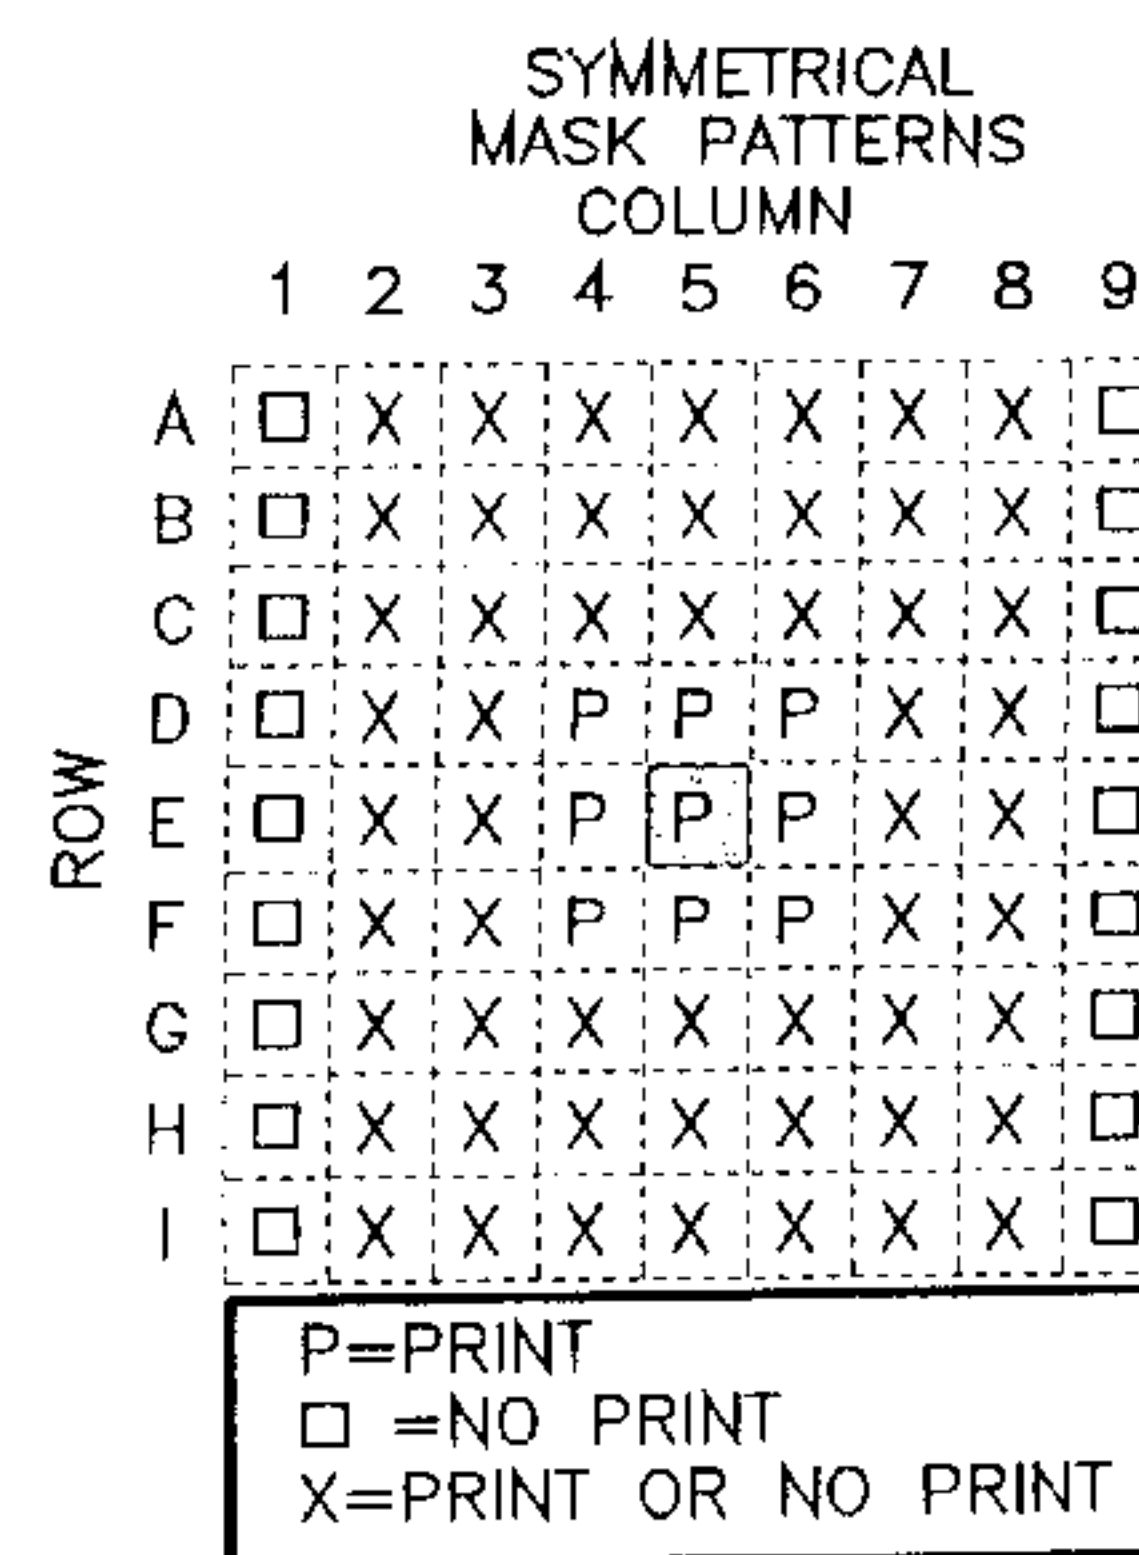 SYMMETRICAL
MASK PATTERNS
COLUMN
1 2 3 4 5 6 7 8 9
A □ X X X X X X X □
B □ X X X X X X X □
C □ X X X X X X X □
D □ X X P P P X X □
ROW
E □ X X P P P X X □
F □ X X P P P X X □
G □ X X X X X X X □
H □ X X X X X X X □
I □ X X X X X X X □
P=PRINT
□ =NO PRINT
X=PRINT OR NO PRINT